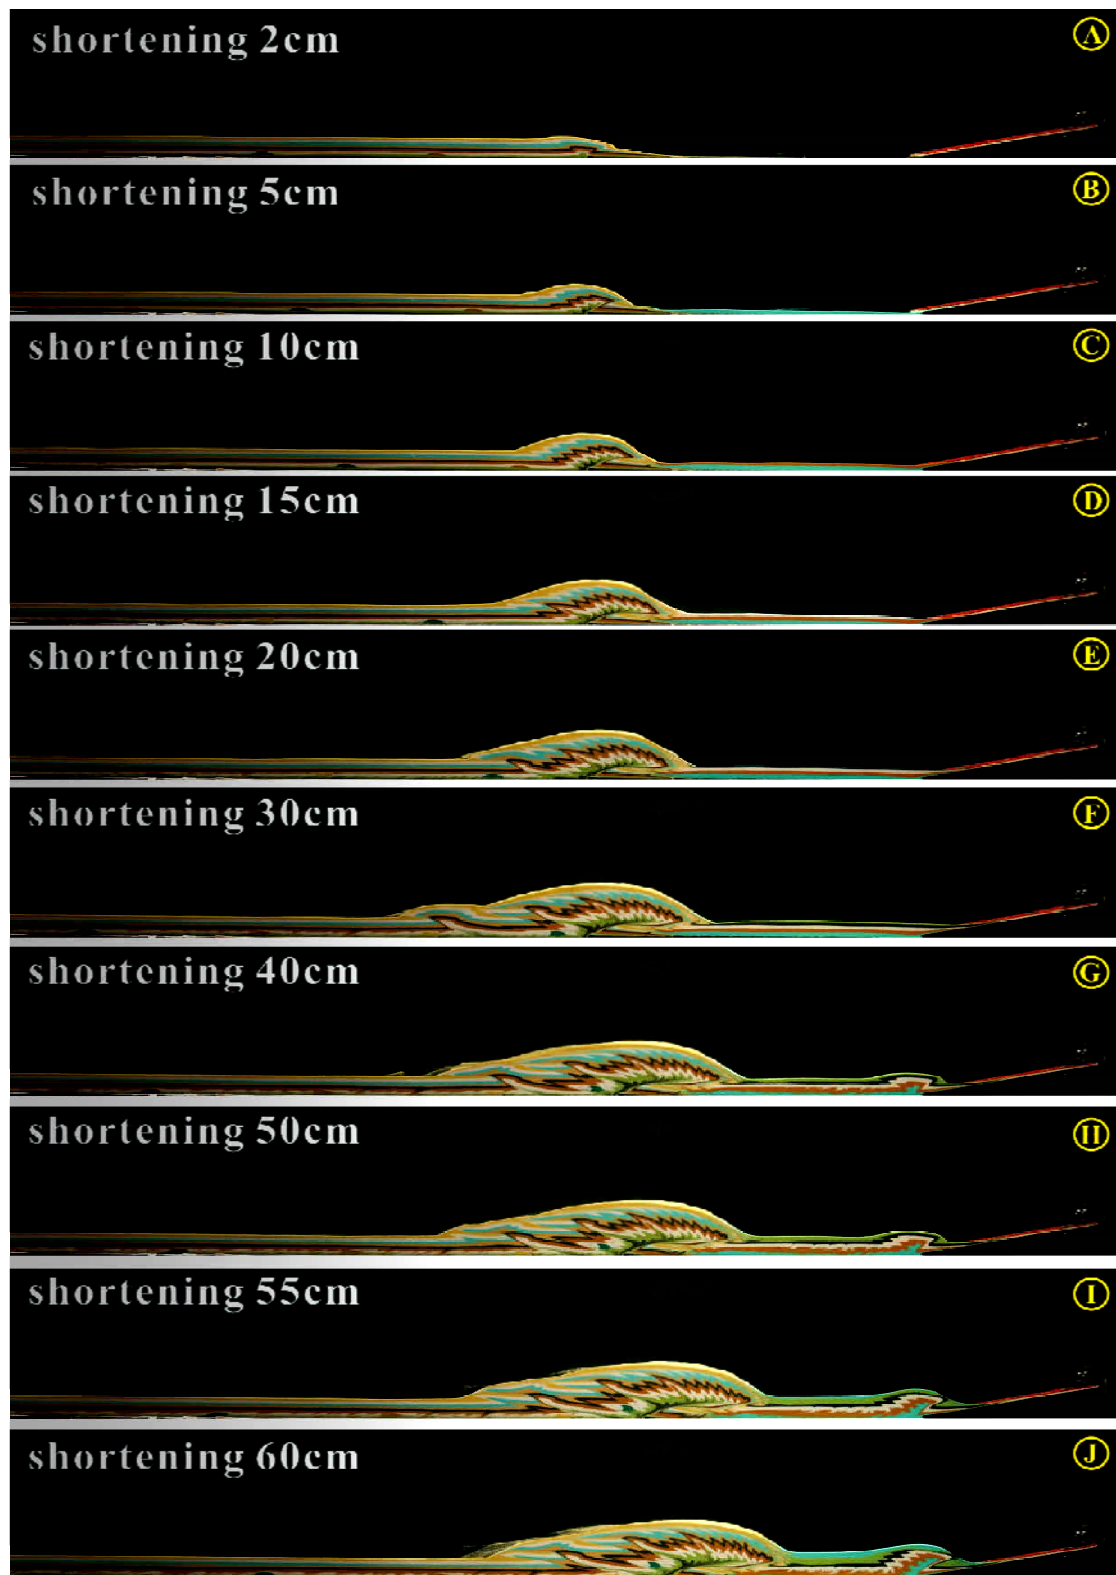 shortening 2cm A
shortening 5cm B
shortening 10cm C
shortening 15cm D
shortening 20cm E
shortening 30cm F
shortening 40cm G
shortening 50cm H
shortening 55cm I
shortening 60cm J